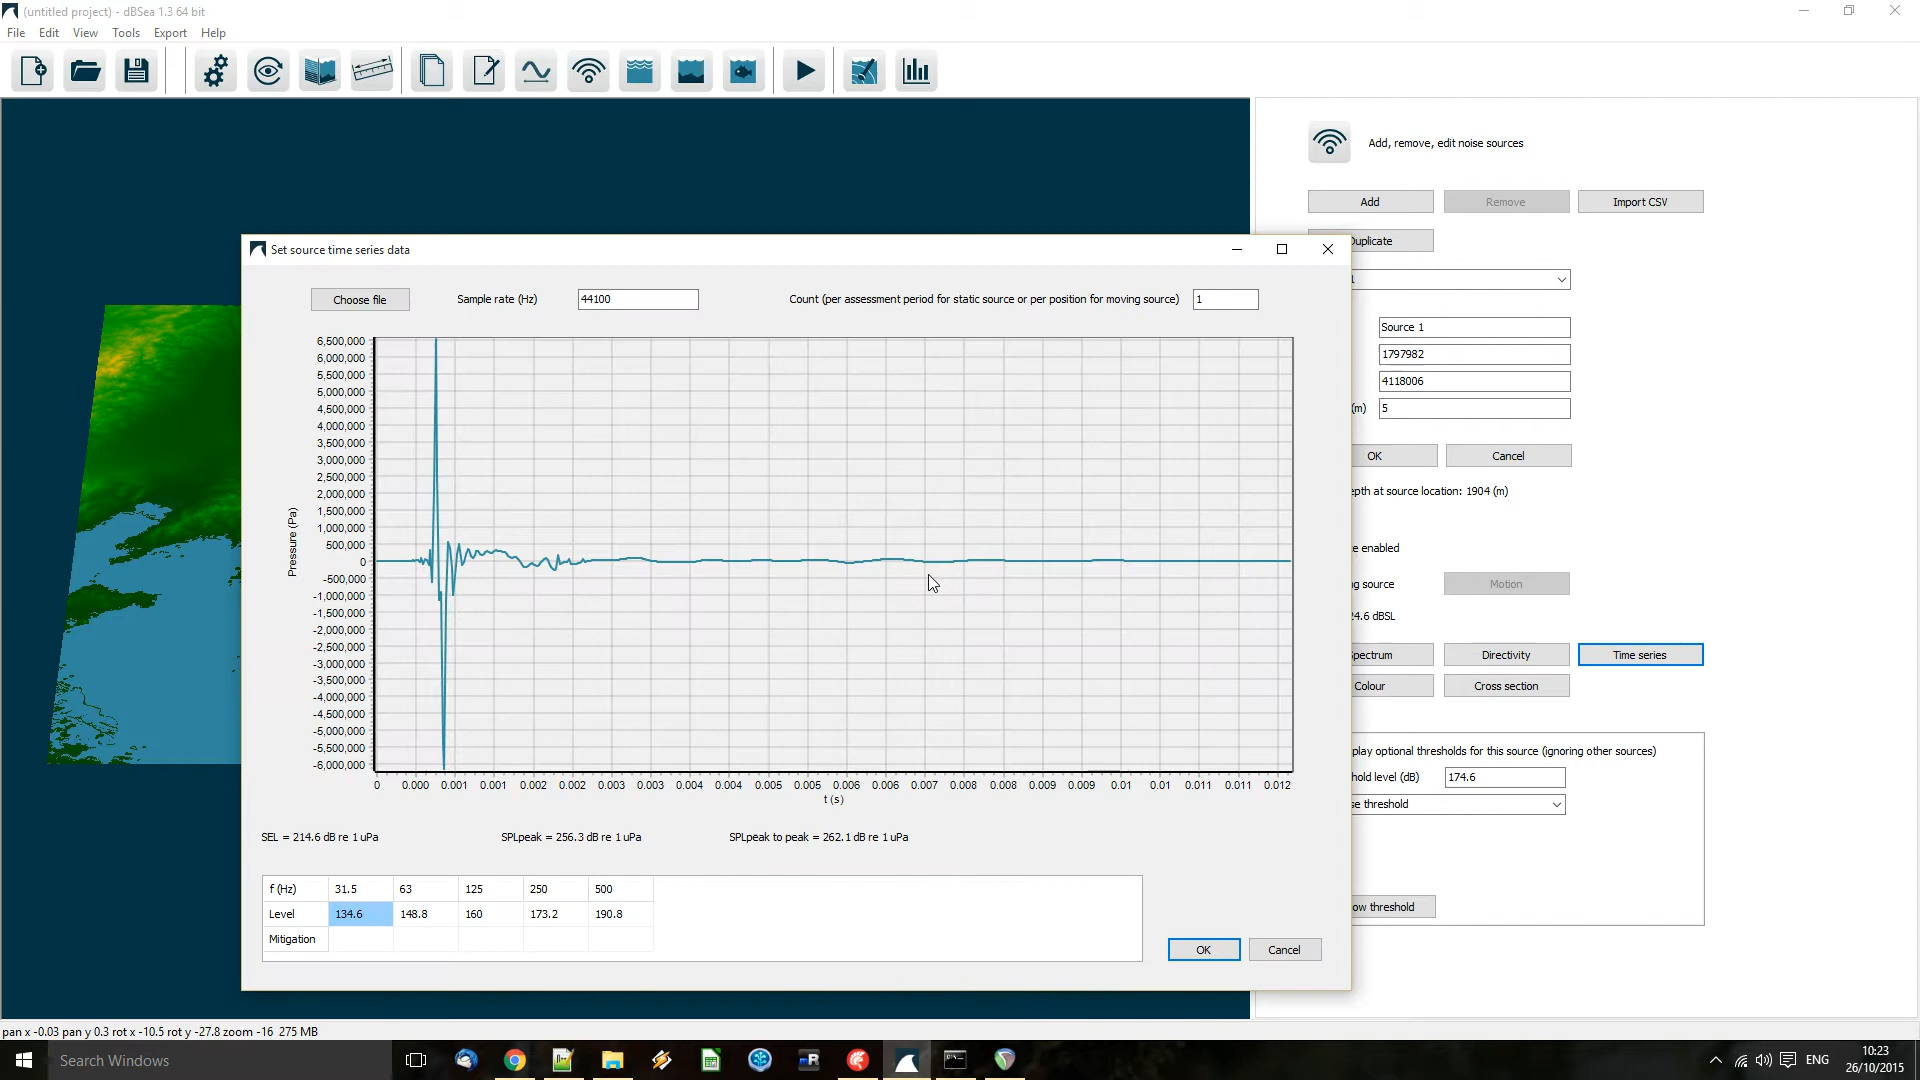 (untitled project) - dBSea 1.3 64 bit
File Edit View Tools Export Help
Add, remove, edit noise sources
Add Remove Import CSV
Duplicate
Set source time series data
1
Choose file Sample rate (Hz) 44100 Count (per assessment period for static source or per position for moving source) 1
Source 1
1797982
4118006
(m) 5
OK Cancel
epth at source location: 1904 (m)
e enabled
g source Motion
24.6 dBSL
Spectrum Directivity Time series
Colour Cross section
play optional thresholds for this source (ignoring other sources)
hold level (dB) 174.6
se threshold
ow threshold
Pressure (Pa)
6,500,000
6,000,000
5,500,000
5,000,000
4,500,000
4,000,000
3,500,000
3,000,000
2,500,000
2,000,000
1,500,000
1,000,000
500,000
0
-500,000
-1,000,000
-1,500,000
-2,000,000
-2,500,000
-3,000,000
-3,500,000
-4,000,000
-4,500,000
-5,000,000
-5,500,000
-6,000,000
0 0.000 0.001 0.001 0.002 0.002 0.003 0.003 0.004 0.004 0.005 0.005 0.006 0.006 0.007 0.008 0.008 0.009 0.009 0.01 0.01 0.011 0.011 0.012
t (s)
SEL = 214.6 dB re 1 uPa SPLpeak = 256.3 dB re 1 uPa SPLpeak to peak = 262.1 dB re 1 uPa
f (Hz) 31.5 63 125 250 500
Level 134.6 148.8 160 173.2 190.8
Mitigation
OK Cancel
pan x -0.03 pan y 0.3 rot x -10.5 rot y -27.8 zoom -16 275 MB
Search Windows
R
ENG
10:23
26/10/2015